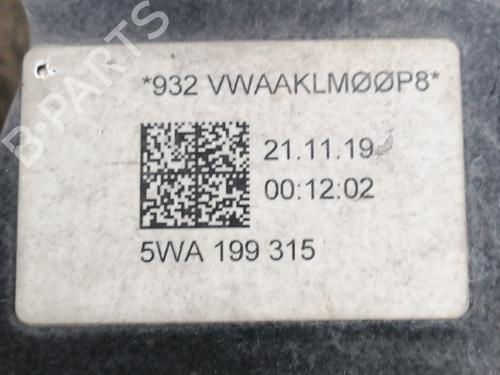 B-PARTS
*932 VWAAKLMØØP8*
21.11.19
00:12:02
5WA 199 315